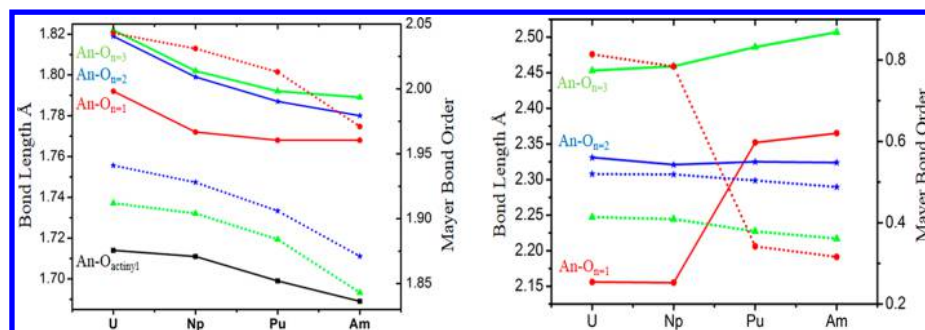 1.82
1.80
1.78
1.76
1.74
1.72
1.70
Bond Length Å
An-On=3
An-On=2
An-On=1
An-Oactinyl
2.05
2.00
1.95
1.90
1.85
Mayer Bond Order
U Np Pu Am
2.50
2.45
2.40
2.35
2.30
2.25
2.20
2.15
Bond Length Å
An-On=3
An-On=2
An-On=1
0.8
0.6
0.4
0.2
Mayer Bond Order
U Np Pu Am